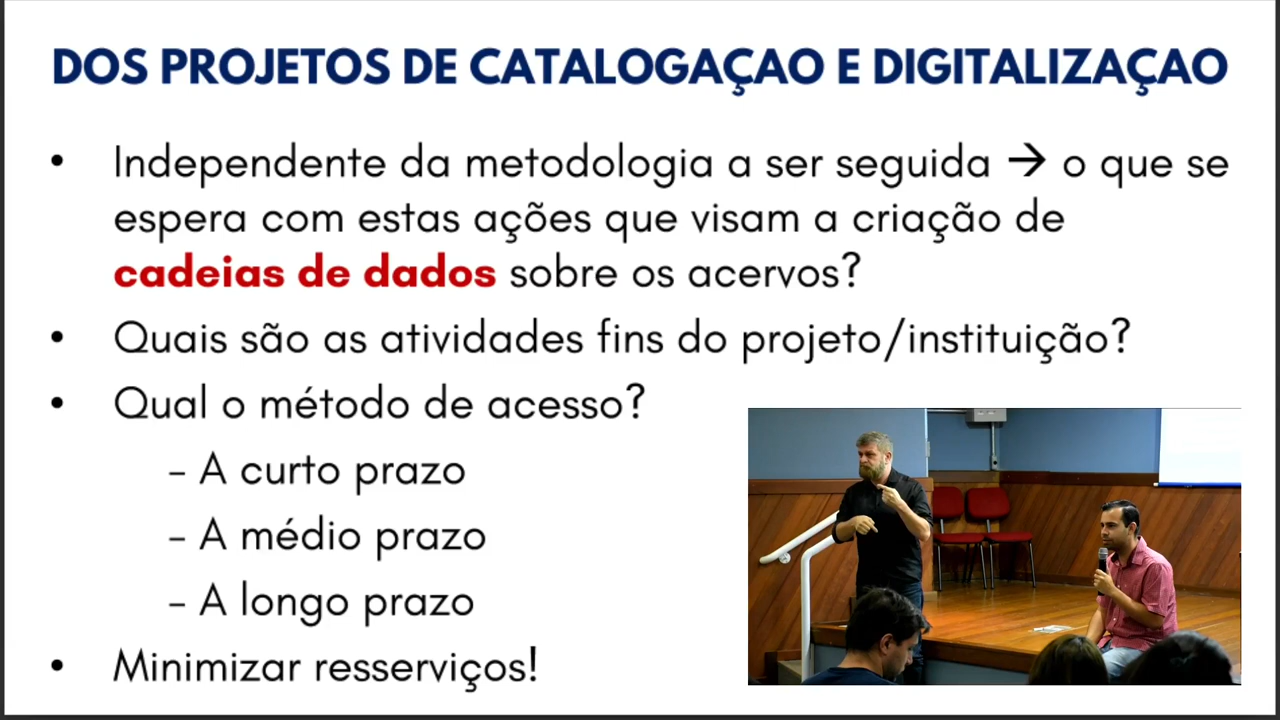 DOS PROJETOS DE CATALOGAÇAO E DIGITALIZAÇAO
• Independente da metodologia a ser seguida → o que se
espera com estas ações que visam a criação de
cadeias de dados sobre os acervos?
• Quais são as atividades fins do projeto/instituição?
• Qual o método de acesso?
– A curto prazo
– A médio prazo
– A longo prazo
• Minimizar resserviços!